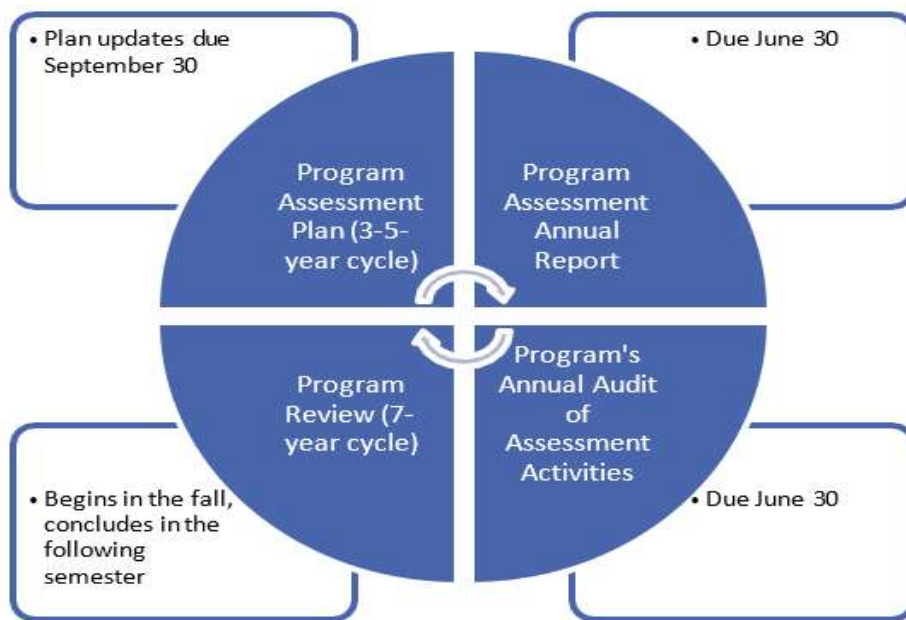 • Plan updates due
September 30
• Due June 30
Program
Assessment
Plan (3-5-
year cycle)
Program
Assessment
Annual
Report
Program
Review (7-
year cycle)
Program's
Annual Audit
of
Assessment
Activities
• Begins in the fall,
concludes in the
following
semester
• Due June 30